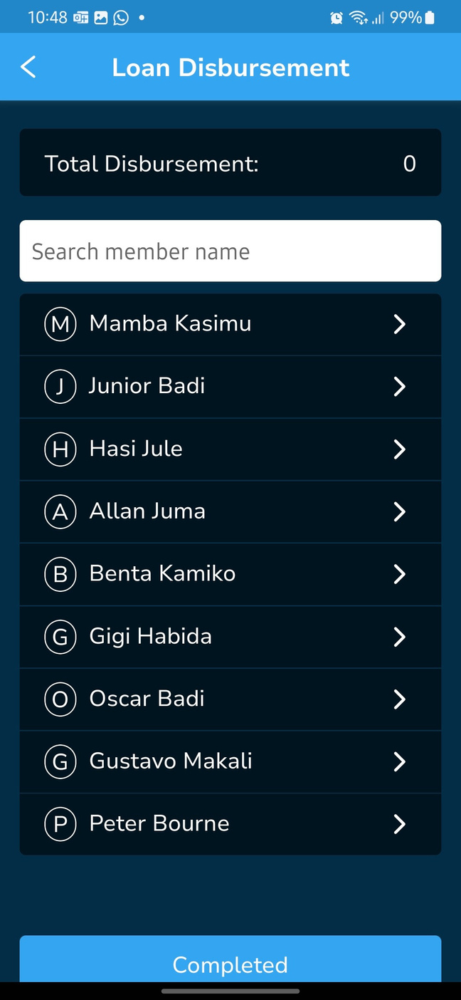 10:48 99%
Loan Disbursement
Total Disbursement: 0
Search member name
M Mamba Kasimu
J Junior Badi
H Hasi Jule
A Allan Juma
B Benta Kamiko
G Gigi Habida
O Oscar Badi
G Gustavo Makali
P Peter Bourne
Completed